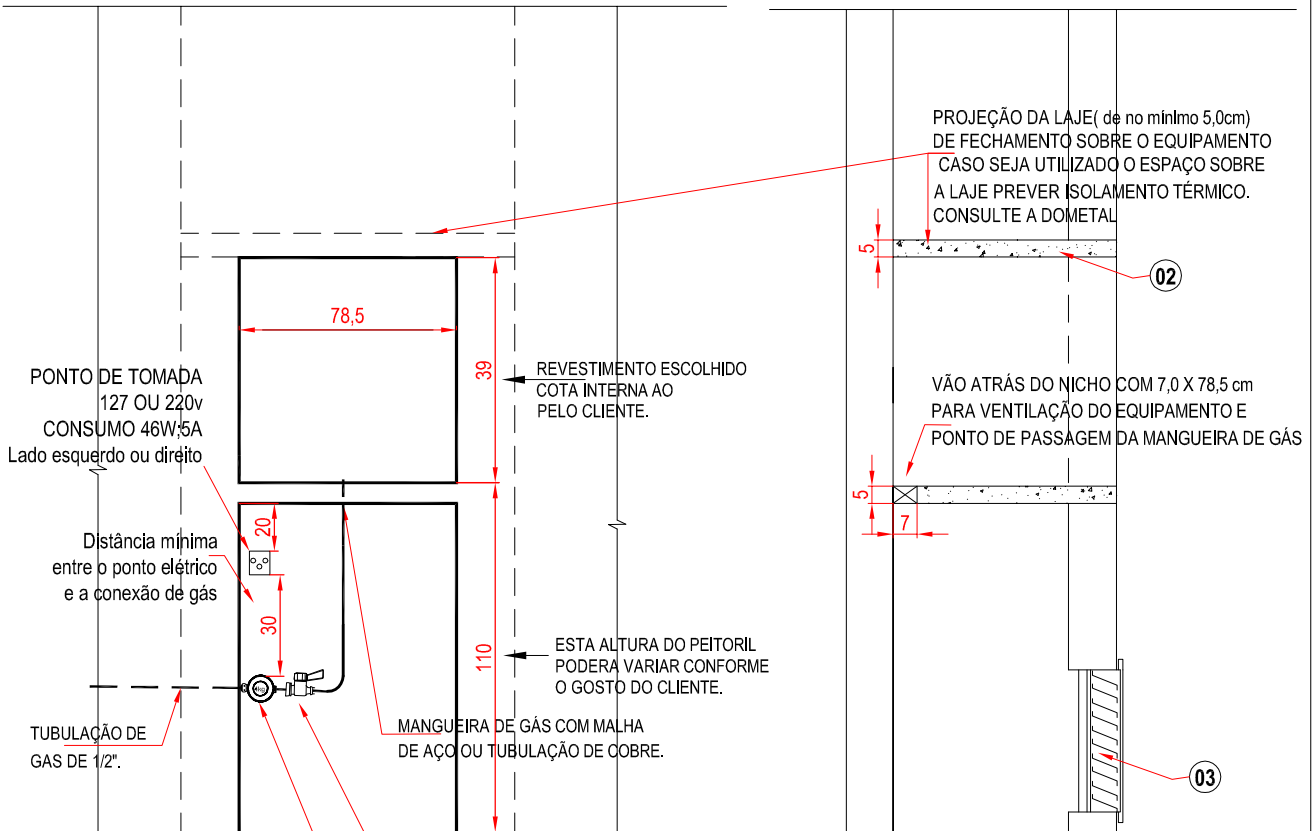 PROJEÇÃO DA LAJE( de no mínImo 5,0cm)
DE FECHAMENTO SOBRE O EQUIPAMENTO
CASO SEJA UTILIZADO O ESPAÇO SOBRE
A LAJE PREVER ISOLAMENTO TÉRMICO.
CONSULTE A DOMETAL
5
02
78,5
39
REVESTIMENTO ESCOLHIDO
COTA INTERNA AO
PELO CLIENTE.
PONTO DE TOMADA
127 OU 220v
CONSUMO 46W;5A
Lado esquerdo ou direito
VÃO ATRÁS DO NICHO COM 7,0 X 78,5 cm
PARA VENTILAÇÃO DO EQUIPAMENTO E
PONTO DE PASSAGEM DA MANGUEIRA DE GÁS
5
7
20
Distância mínima
entre o ponto elétrico
e a conexão de gás
30
110
ESTA ALTURA DO PEITORIL
PODERA VARIAR CONFORME
O GOSTO DO CLIENTE.
TUBULAÇÃO DE
GAS DE 1/2".
MANGUEIRA DE GÁS COM MALHA
DE AÇO OU TUBULAÇÃO DE COBRE.
03